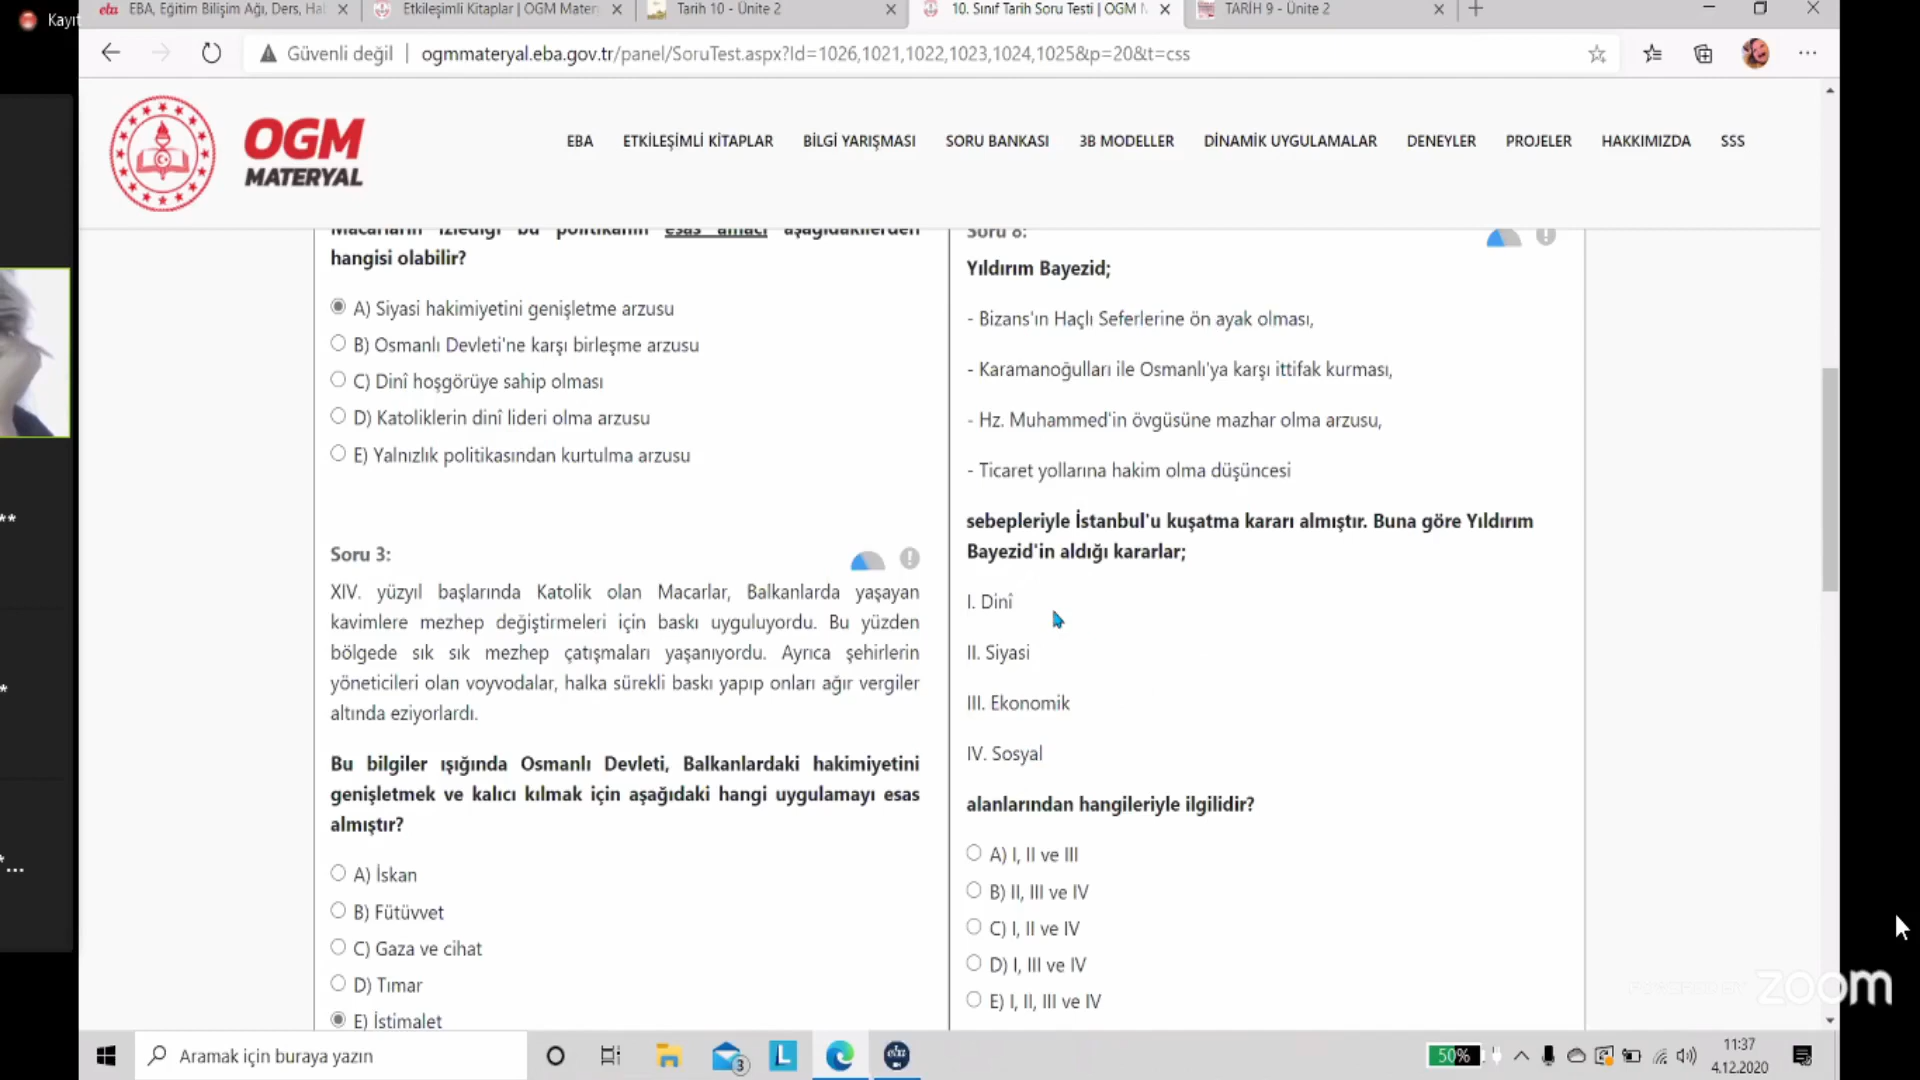 Kayıt
EBA, Eğitim Bilişim Ağı, Ders, Ha
Etkileşimli Kitaplar | OGM Mater
Tarih 10 - Ünite 2
10. Sınıf Tarih Soru Testi | OGM M
TARİH 9 - Ünite 2
Güvenli değil | ogmmateryal.eba.gov.tr/panel/SoruTest.aspx?Id=1026,1021,1022,1023,1024,1025&p=20&t=css
OGM
MATERYAL
EBA
ETKİLEŞİMLİ KİTAPLAR
BİLGİ YARIŞMASI
SORU BANKASI
3B MODELLER
DİNAMİK UYGULAMALAR
DENEYLER
PROJELER
HAKKIMIZDA
SSS
Macarların izlediği bu politikanın esas amacı aşağıdakilerden
hangisi olabilir?
A) Siyasi hakimiyetini genişletme arzusu
B) Osmanlı Devleti'ne karşı birleşme arzusu
C) Dinî hoşgörüye sahip olması
D) Katoliklerin dinî lideri olma arzusu
E) Yalnızlık politikasından kurtulma arzusu
Soru 3:
XIV. yüzyıl başlarında Katolik olan Macarlar, Balkanlarda yaşayan
kavimlere mezhep değiştirmeleri için baskı uyguluyordu. Bu yüzden
bölgede sık sık mezhep çatışmaları yaşanıyordu. Ayrıca şehirlerin
yöneticileri olan voyvodalar, halka sürekli baskı yapıp onları ağır vergiler
altında eziyorlardı.
Bu bilgiler ışığında Osmanlı Devleti, Balkanlardaki hakimiyetini
genişletmek ve kalıcı kılmak için aşağıdaki hangi uygulamayı esas
almıştır?
A) İskan
B) Fütüvvet
C) Gaza ve cihat
D) Tımar
E) İstimalet
Soru 8:
Yıldırım Bayezid;
- Bizans'ın Haçlı Seferlerine ön ayak olması,
- Karamanoğulları ile Osmanlı'ya karşı ittifak kurması,
- Hz. Muhammed'in övgüsüne mazhar olma arzusu,
- Ticaret yollarına hakim olma düşüncesi
sebepleriyle İstanbul'u kuşatma kararı almıştır. Buna göre Yıldırım
Bayezid'in aldığı kararlar;
I. Dinî
II. Siyasi
III. Ekonomik
IV. Sosyal
alanlarından hangileriyle ilgilidir?
A) I, II ve III
B) II, III ve IV
C) I, II ve IV
D) I, III ve IV
E) I, II, III ve IV
zoom
Aramak için buraya yazın
3
L
eba
50%
11:37
4.12.2020
**
*
*...